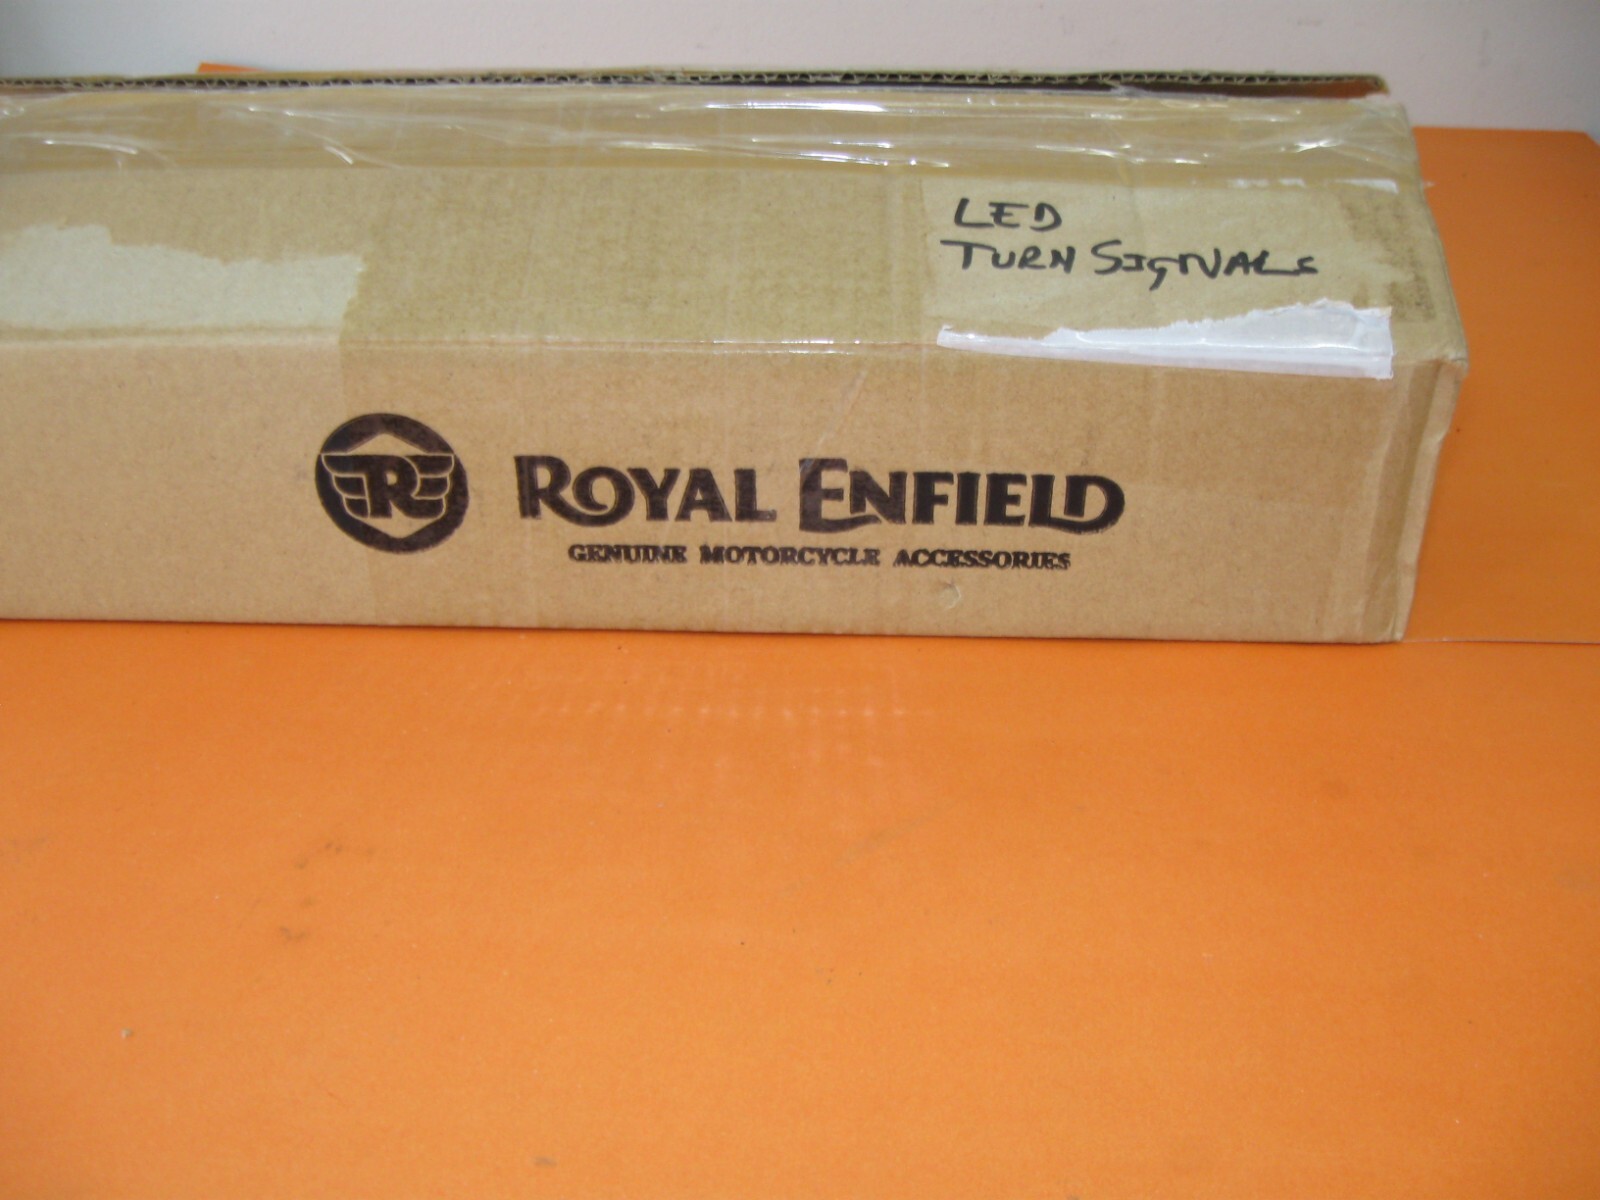 LED
TURN SIGNALS
R
ROYAL ENFIELD
GENUINE MOTORCYCLE ACCESSORIES